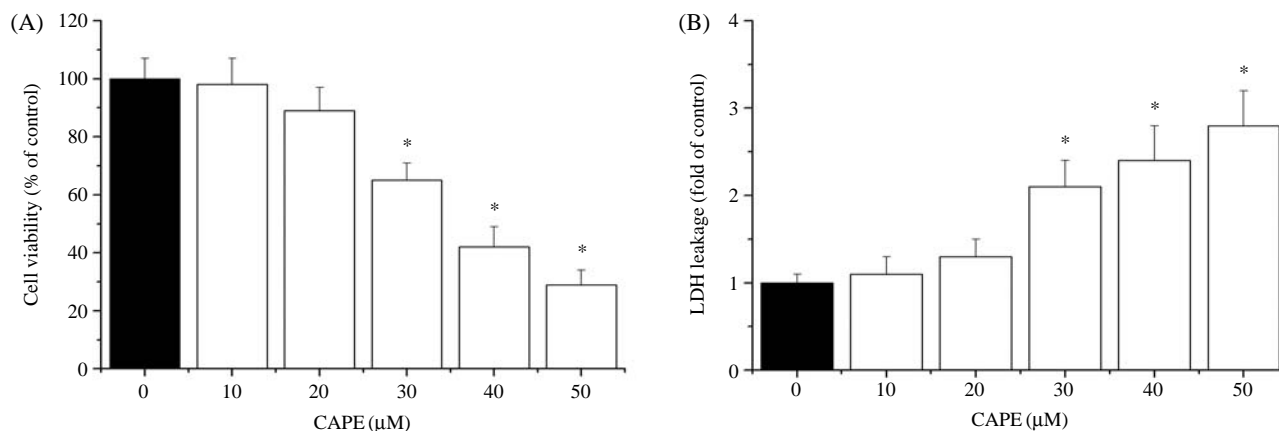 (A)
Cell viability (% of control)
120
100
80
60
40
20
0
*
*
*
0 10 20 30 40 50
CAPE (μM)
(B)
LDH leakage (fold of control)
4
3
2
1
0
*
*
*
0 10 20 30 40 50
CAPE (μM)